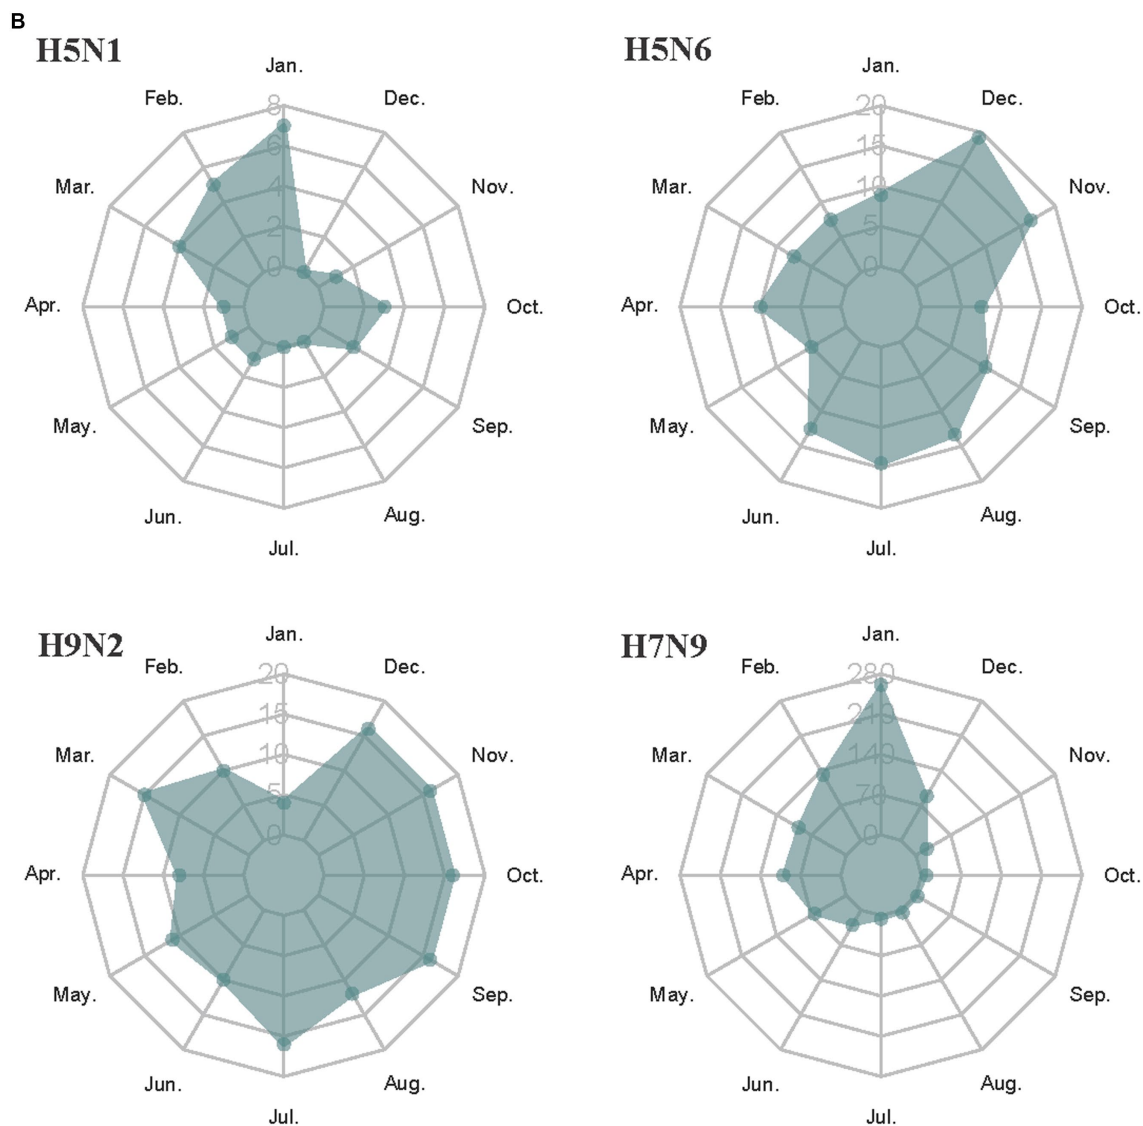 B
H5N1
H5N6
Jan.
Jan.
Feb.
8
Dec.
Feb.
20
Dec.
6
15
Mar.
4
Nov.
Mar.
10
Nov.
2
5
0
0
Apr.
Oct.
Apr.
Oct.
May.
Sep.
May.
Sep.
Jun.
Aug.
Jun.
Aug.
Jul.
Jul.
H9N2
H7N9
Jan.
Jan.
Feb.
20
Dec.
Feb.
280
Dec.
15
210
Mar.
10
Nov.
Mar.
140
Nov.
5
70
0
0
Apr.
Oct.
Apr.
Oct.
May.
Sep.
May.
Sep.
Jun.
Aug.
Jun.
Aug.
Jul.
Jul.